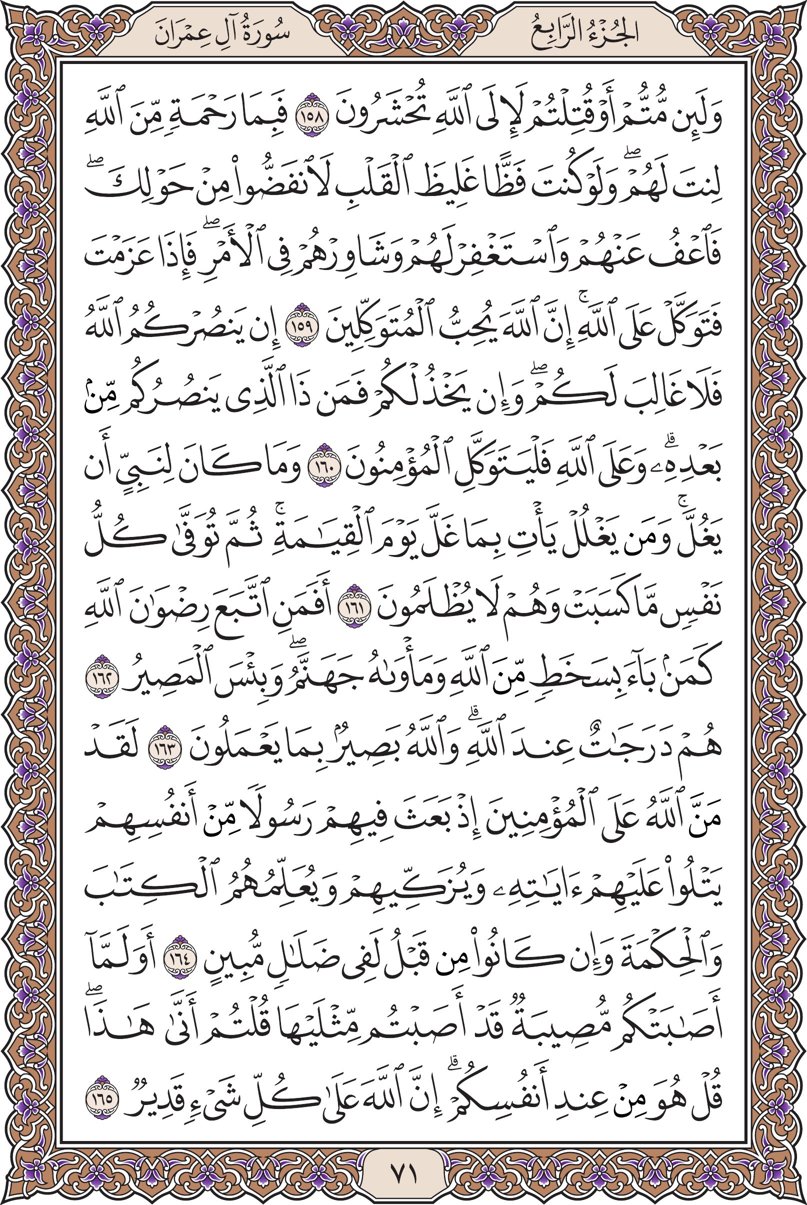 الجُزْءُ الرَّابِعُ
سُورَةُ آلِ عِمْرَانَ
وَلَئِن مُّتُّمۡ أَوۡ قُتِلۡتُمۡ لَإِلَى ٱللَّهِ تُحۡشَرُونَ ١٥٨ فَبِمَا رَحۡمَةٖ مِّنَ ٱللَّهِ
لِنتَ لَهُمۡۖ وَلَوۡ كُنتَ فَظًّا غَلِيظَ ٱلۡقَلۡبِ لَٱنفَضُّواْ مِنۡ حَوۡلِكَۖ
فَٱعۡفُ عَنۡهُمۡ وَٱسۡتَغۡفِرۡ لَهُمۡ وَشَاوِرۡهُمۡ فِي ٱلۡأَمۡرِۖ فَإِذَا عَزَمۡتَ
فَتَوَكَّلۡ عَلَى ٱللَّهِۚ إِنَّ ٱللَّهَ يُحِبُّ ٱلۡمُتَوَكِّلِينَ ١٥٩ إِن يَنصُرۡكُمُ ٱللَّهُ
فَلَا غَالِبَ لَكُمۡۖ وَإِن يَخۡذُلۡكُمۡ فَمَن ذَا ٱلَّذِي يَنصُرُكُم مِّنۢ
بَعۡدِهِۦۗ وَعَلَى ٱللَّهِ فَلۡيَتَوَكَّلِ ٱلۡمُؤۡمِنُونَ ١٦٠ وَمَا كَانَ لِنَبِيٍّ أَن
يَغُلَّۚ وَمَن يَغۡلُلۡ يَأۡتِ بِمَا غَلَّ يَوۡمَ ٱلۡقِيَٰمَةِۚ ثُمَّ تُوَفَّىٰ كُلُّ
نَفۡسٖ مَّا كَسَبَتۡ وَهُمۡ لَا يُظۡلَمُونَ ١٦١ أَفَمَنِ ٱتَّبَعَ رِضۡوَٰنَ ٱللَّهِ
كَمَنۢ بَآءَ بِسَخَطٖ مِّنَ ٱللَّهِ وَمَأۡوَىٰهُ جَهَنَّمُۖ وَبِئۡسَ ٱلۡمَصِيرُ ١٦٢
هُمۡ دَرَجَٰتٌ عِندَ ٱللَّهِۗ وَٱللَّهُ بَصِيرُۢ بِمَا يَعۡمَلُونَ ١٦٣ لَقَدۡ
مَنَّ ٱللَّهُ عَلَى ٱلۡمُؤۡمِنِينَ إِذۡ بَعَثَ فِيهِمۡ رَسُولٗا مِّنۡ أَنفُسِهِمۡ
يَتۡلُواْ عَلَيۡهِمۡ ءَايَٰتِهِۦ وَيُزَكِّيهِمۡ وَيُعَلِّمُهُمُ ٱلۡكِتَٰبَ
وَٱلۡحِكۡمَةَ وَإِن كَانُواْ مِن قَبۡلُ لَفِي ضَلَٰلٖ مُّبِينٍ ١٦٤ أَوَلَمَّآ
أَصَٰبَتۡكُم مُّصِيبَةٞ قَدۡ أَصَبۡتُم مِّثۡلَيۡهَا قُلۡتُمۡ أَنَّىٰ هَٰذَاۖ
قُلۡ هُوَ مِنۡ عِندِ أَنفُسِكُمۡۗ إِنَّ ٱللَّهَ عَلَىٰ كُلِّ شَيۡءٖ قَدِيرٞ ١٦٥
٧١